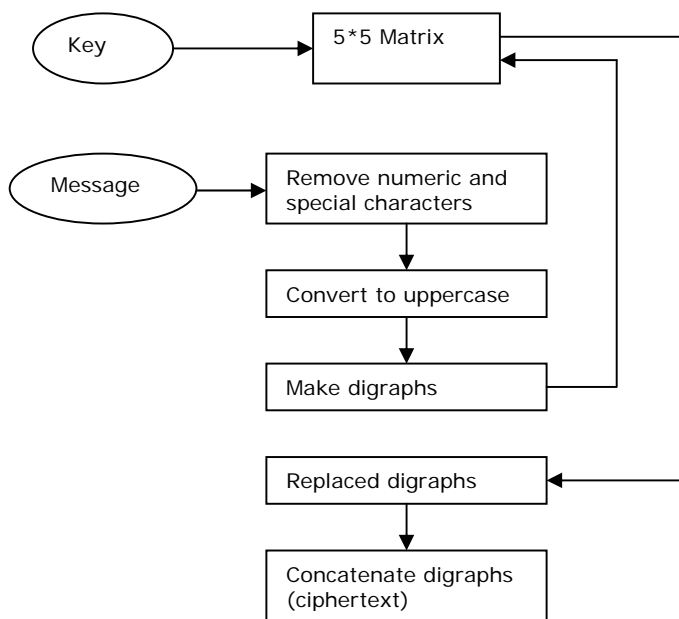 Key
5*5 Matrix
Message
Remove numeric and
special characters
Convert to uppercase
Make digraphs
Replaced digraphs
Concatenate digraphs
(ciphertext)